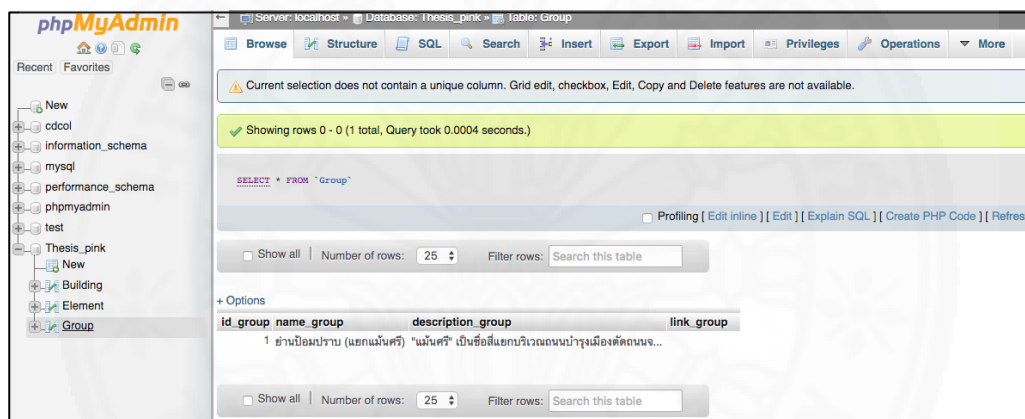 phpMyAdmin
Recent Favorites
New
cdcol
information_schema
mysql
performance_schema
phpmyadmin
test
Thesis_pink
New
Building
Element
Group
Server: localhost » Database: Thesis_pink » Table: Group
Browse Structure SQL Search Insert Export Import Privileges Operations More
Current selection does not contain a unique column. Grid edit, checkbox, Edit, Copy and Delete features are not available.
Showing rows 0 - 0 (1 total, Query took 0.0004 seconds.)
SELECT * FROM `Group`
Profiling [ Edit inline ] [ Edit ] [ Explain SQL ] [ Create PHP Code ] [ Refres
Show all | Number of rows: 25 Filter rows: Search this table
+ Options
id_group name_group description_group link_group
1 ย่านป้อมปราบ (แยกแม้นศรี) "แม้นศรี" เป็นชื่อสี่แยกบริเวณถนนบำรุงเมืองตัดถนนจ...
Show all | Number of rows: 25 Filter rows: Search this table